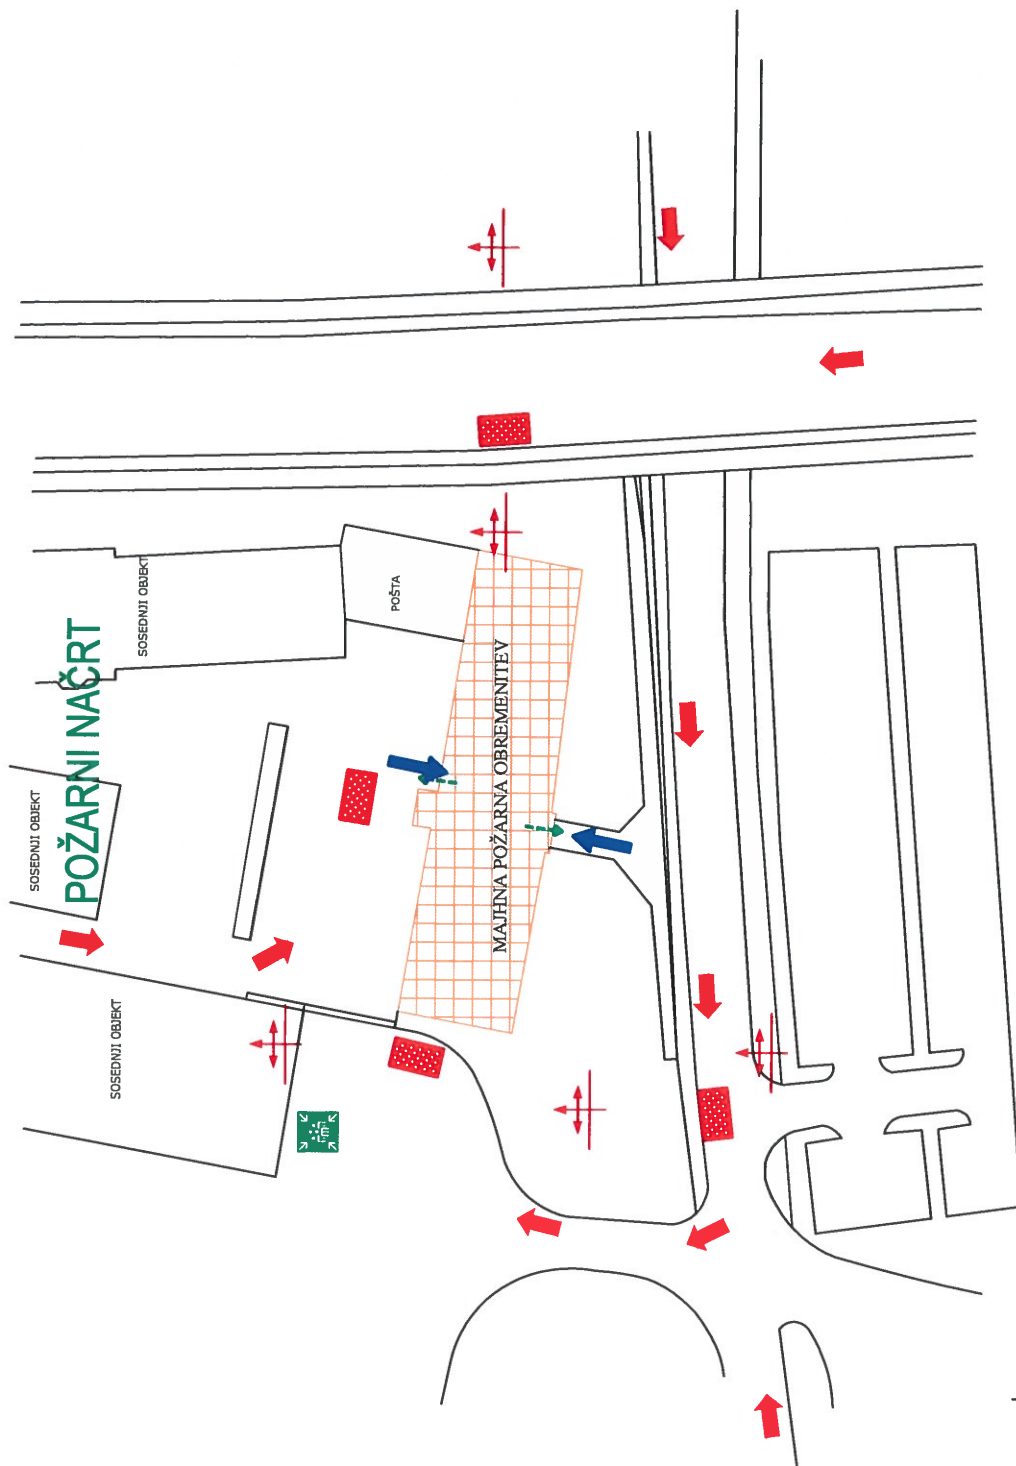 POŽARNI NAČRT
SOSEDNJI OBJEKT
SOSEDNJI OBJEKT
SOSEDNJI OBJEKT
POŠTA
MAJHNA POŽARNA OBREMENITEV